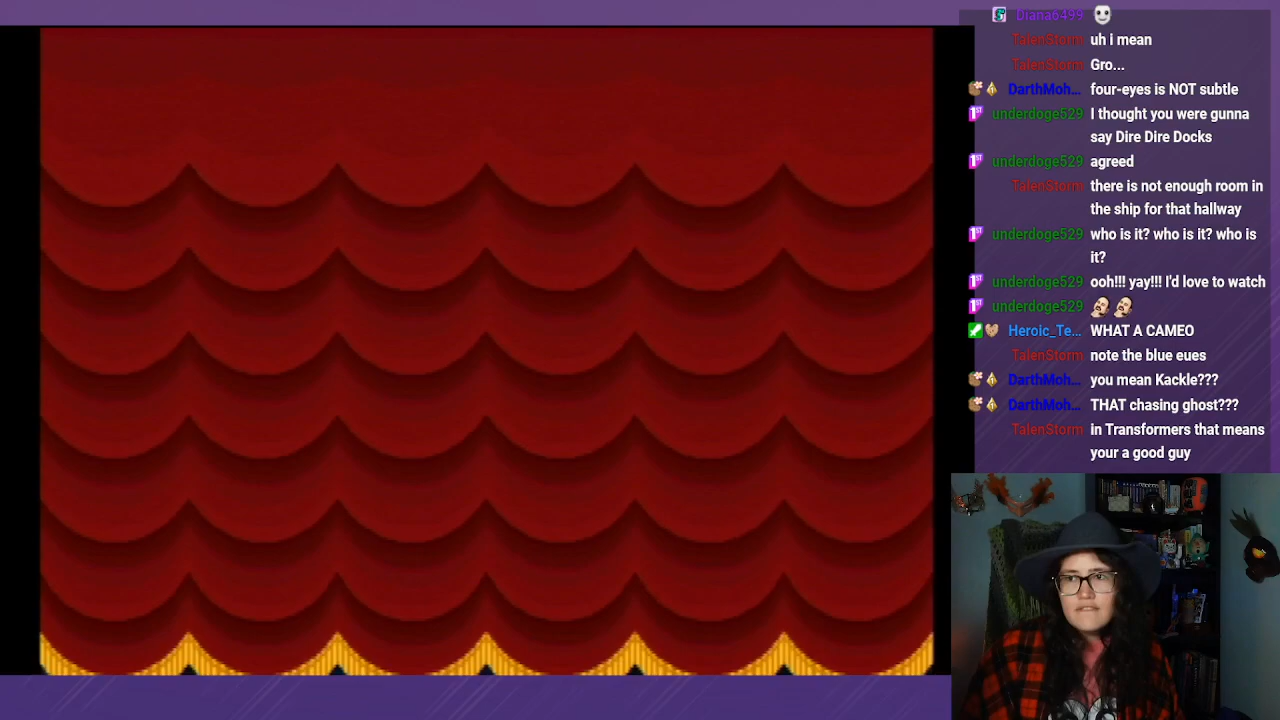 Diana6499
TalenStorm uh i mean
TalenStorm Gro...
DarthMoh... four-eyes is NOT subtle
underdoge529 I thought you were gunna
say Dire Dire Docks
underdoge529 agreed
TalenStorm there is not enough room in
the ship for that hallway
underdoge529 who is it? who is it? who is
it?
underdoge529 ooh!!! yay!!! I'd love to watch
underdoge529
Heroic_Te... WHAT A CAMEO
TalenStorm note the blue eues
DarthMoh... you mean Kackle???
DarthMoh... THAT chasing ghost???
TalenStorm in Transformers that means
your a good guy